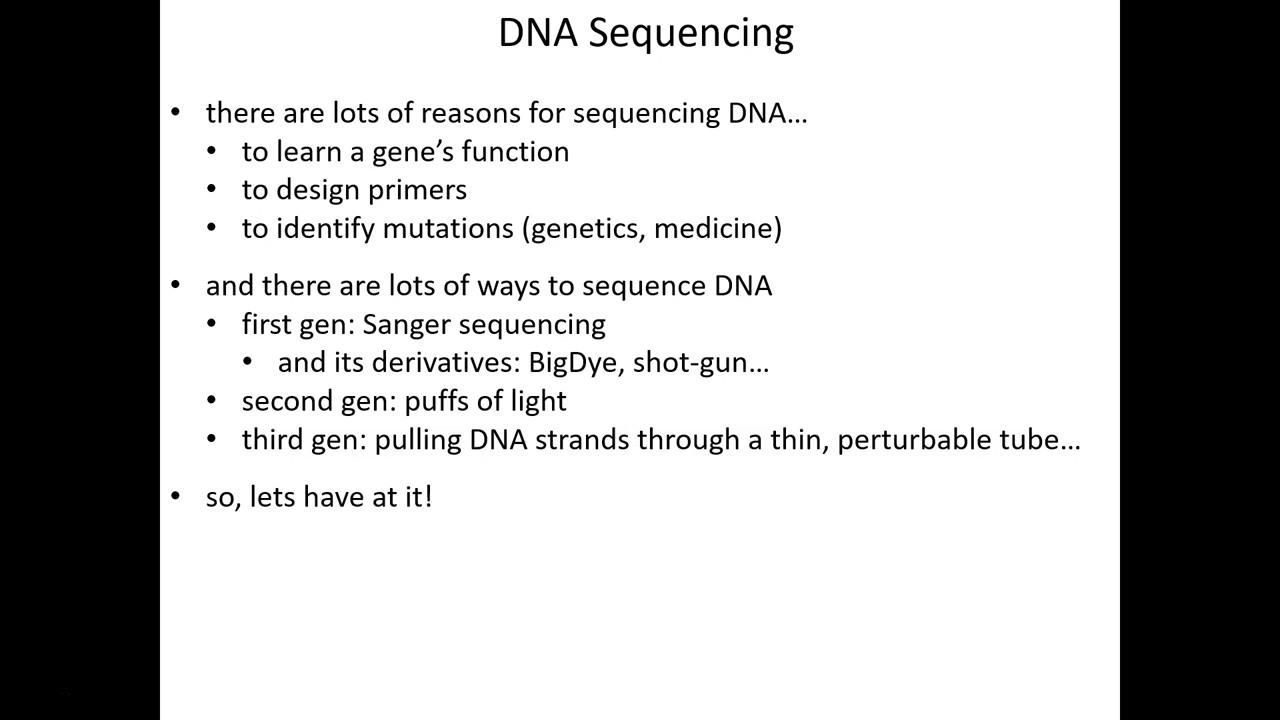 DNA Sequencing
• there are lots of reasons for sequencing DNA…
• to learn a gene’s function
• to design primers
• to identify mutations (genetics, medicine)
• and there are lots of ways to sequence DNA
• first gen: Sanger sequencing
• and its derivatives: BigDye, shot-gun…
• second gen: puffs of light
• third gen: pulling DNA strands through a thin, perturbable tube…
• so, lets have at it!